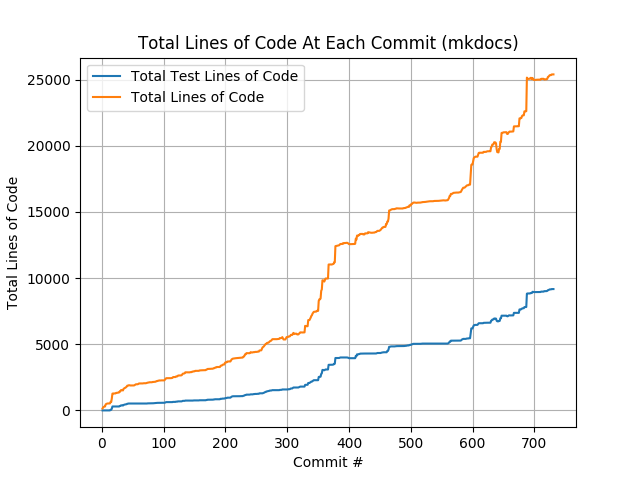 Total Lines of Code At Each Commit (mkdocs)
Total Test Lines of Code
Total Lines of Code
Total Lines of Code
25000
20000
15000
10000
5000
0
0 100 200 300 400 500 600 700
Commit #